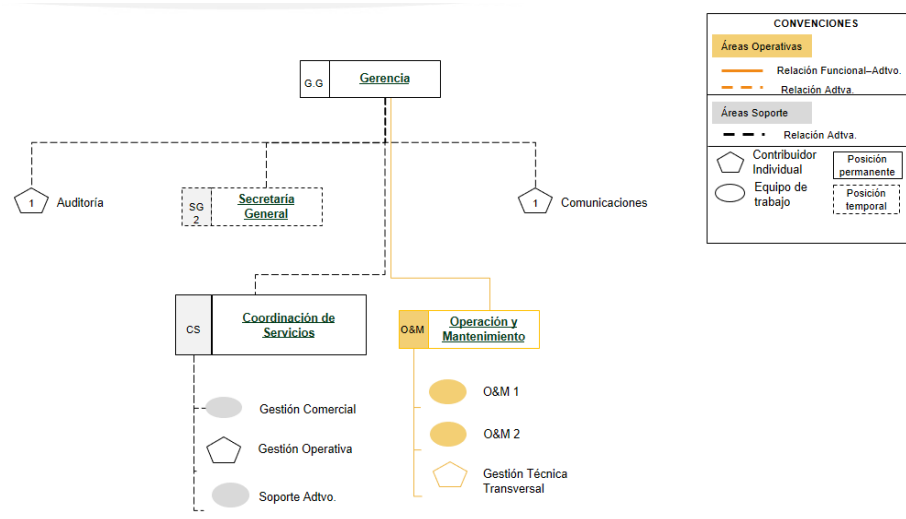 CONVENCIONES
Áreas Operativas
Relación Funcional–Adtvo.
Relación Adtva.
Áreas Soporte
Relación Adtva.
Contribuidor
Individual
Posición
permanente
Equipo de
trabajo
Posición
temporal
G.G
Gerencia
1
Auditoría
SG
2
Secretaría
General
1
Comunicaciones
CS
Coordinación de
Servicios
O&M
Operación y
Mantenimiento
Gestión Comercial
Gestión Operativa
Soporte Adtvo.
O&M 1
O&M 2
Gestión Técnica
Transversal